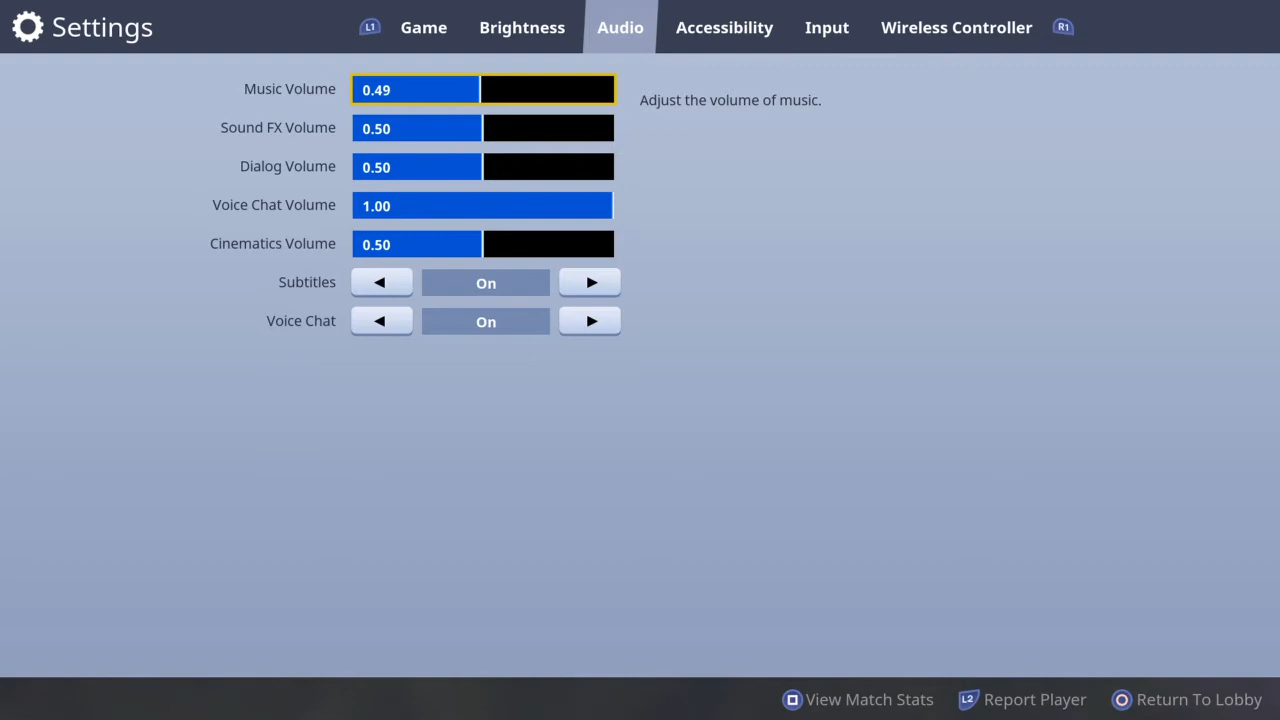 Settings
L1 Game Brightness Audio Accessibility Input Wireless Controller R1
Music Volume 0.49
Adjust the volume of music.
Sound FX Volume 0.50
Dialog Volume 0.50
Voice Chat Volume 1.00
Cinematics Volume 0.50
Subtitles On
Voice Chat On
View Match Stats L2 Report Player Return To Lobby